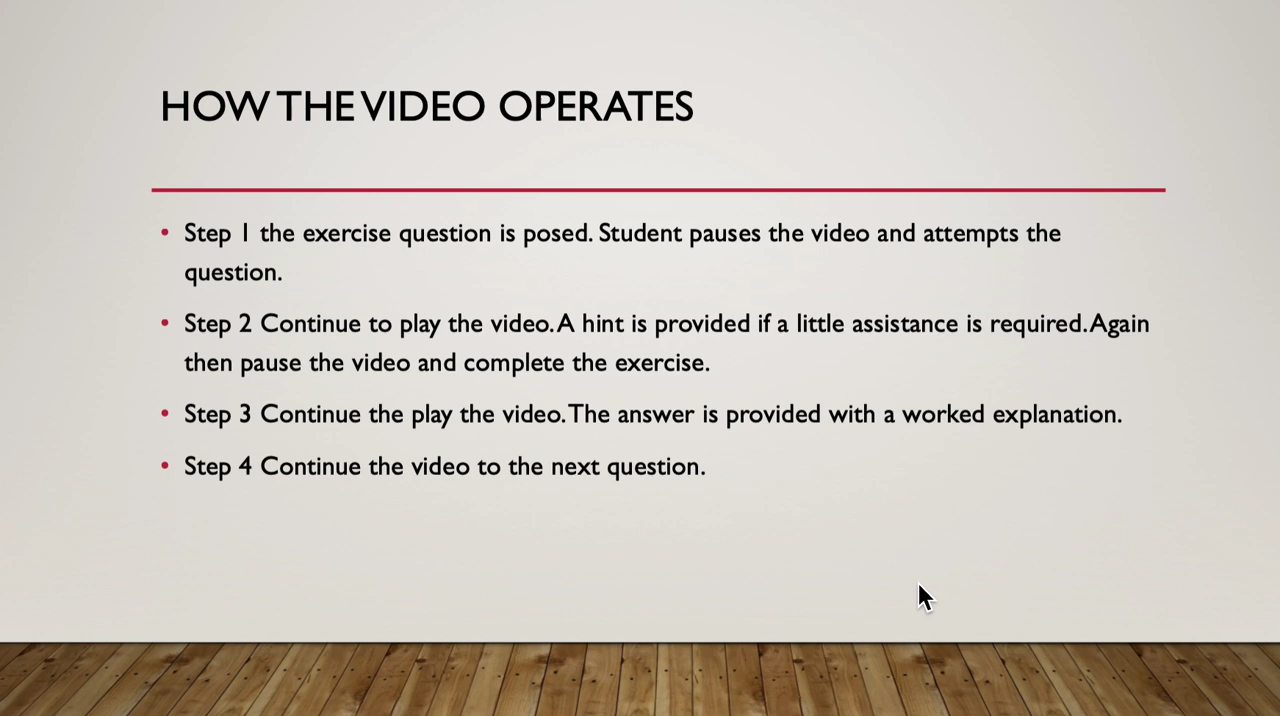 HOW THE VIDEO OPERATES
• Step 1 the exercise question is posed. Student pauses the video and attempts the
question.
• Step 2 Continue to play the video. A hint is provided if a little assistance is required. Again
then pause the video and complete the exercise.
• Step 3 Continue the play the video. The answer is provided with a worked explanation.
• Step 4 Continue the video to the next question.